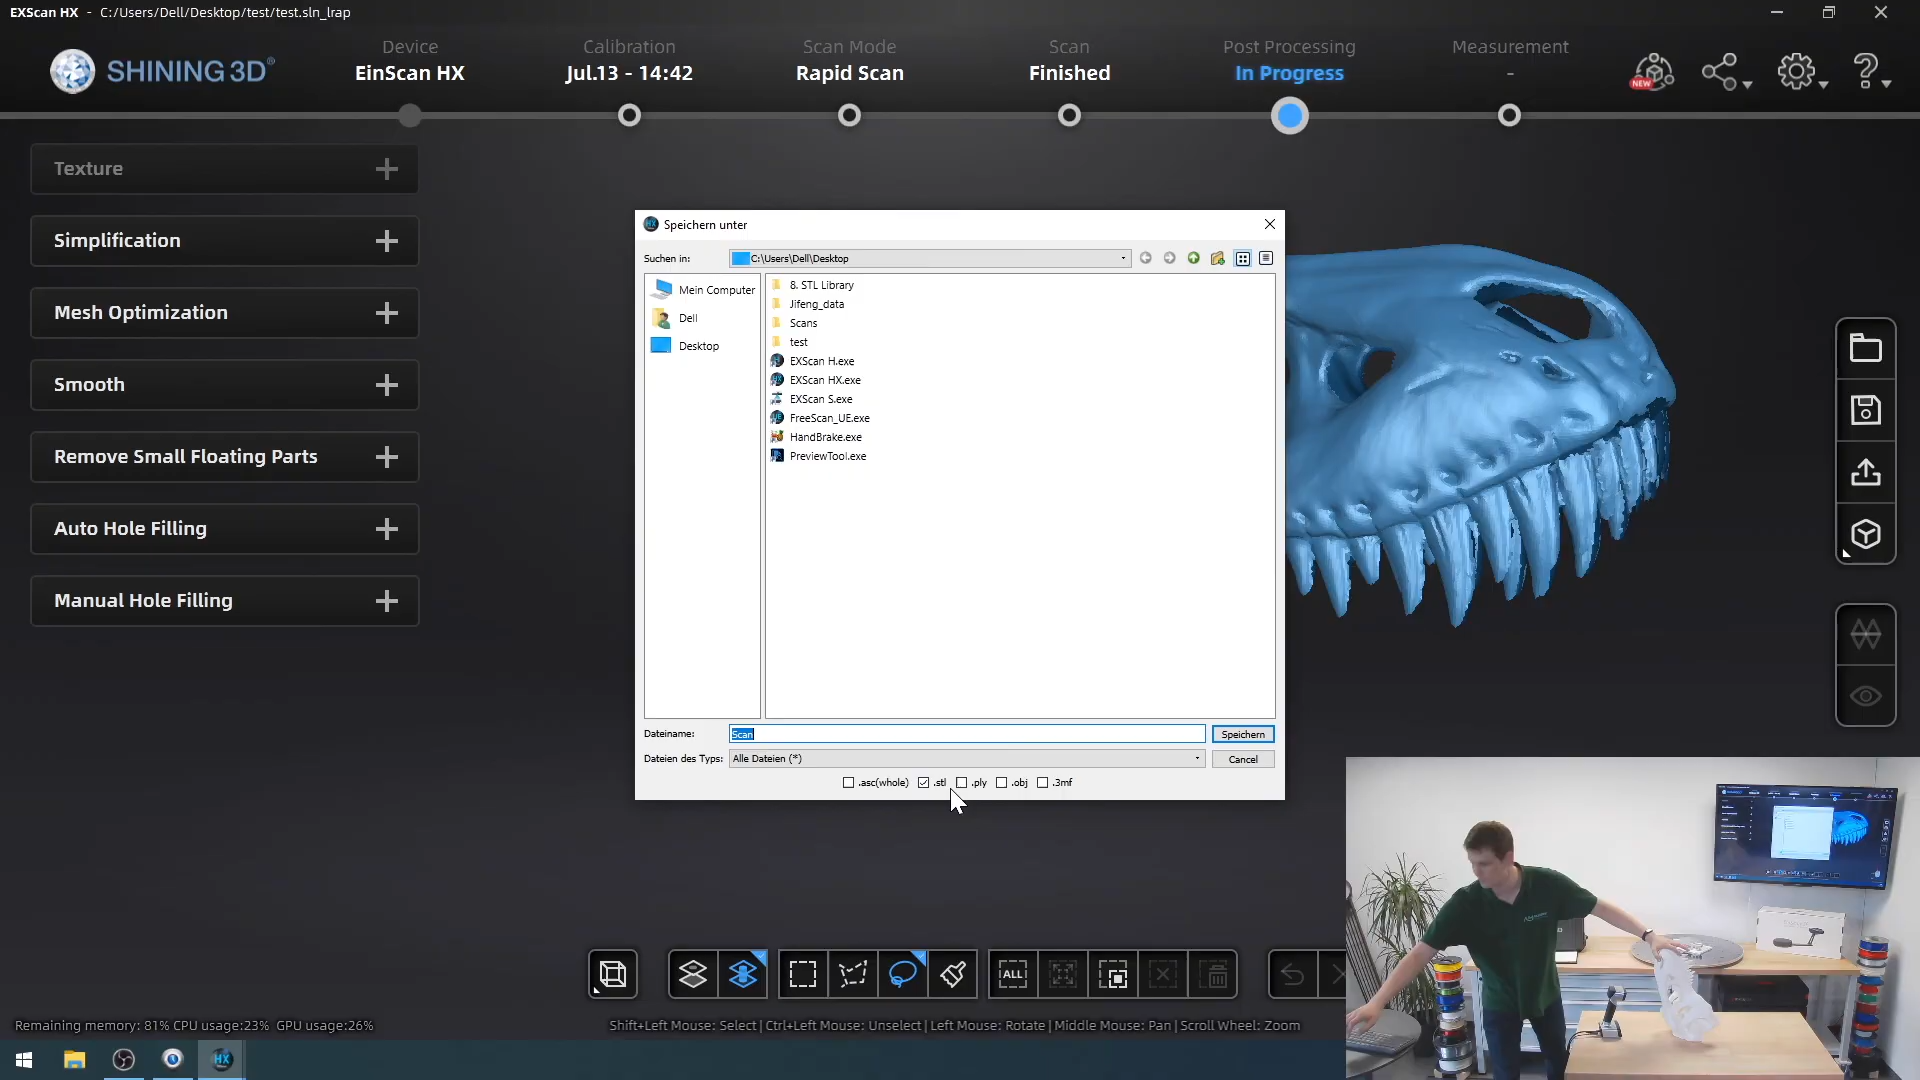 EXScan HX - C:/Users/Dell/Desktop/test/test.sln_lrap
SHINING 3D®
Device
EinScan HX
Calibration
Jul.13 - 14:42
Scan Mode
Rapid Scan
Scan
Finished
Post Processing
In Progress
Measurement
-
NEW
Texture
Simplification
Mesh Optimization
Smooth
Remove Small Floating Parts
Auto Hole Filling
Manual Hole Filling
HX
Speichern unter
Suchen in:
C:\Users\Dell\Desktop
Mein Computer
Dell
Desktop
8. STL Library
Jifeng_data
Scans
test
EXScan H.exe
EXScan HX.exe
EXScan S.exe
FreeScan_UE.exe
HandBrake.exe
PreviewTool.exe
Dateiname:
Scan
Speichern
Dateien des Typs:
Alle Dateien (*)
Cancel
.asc(whole)
.stl
.ply
.obj
.3mf
ALL
Remaining memory: 81% CPU usage:23% GPU usage:26%
Shift+Left Mouse: Select | Ctrl+Left Mouse: Unselect | Left Mouse: Rotate | Middle Mouse: Pan | Scroll Wheel: Zoom
HX